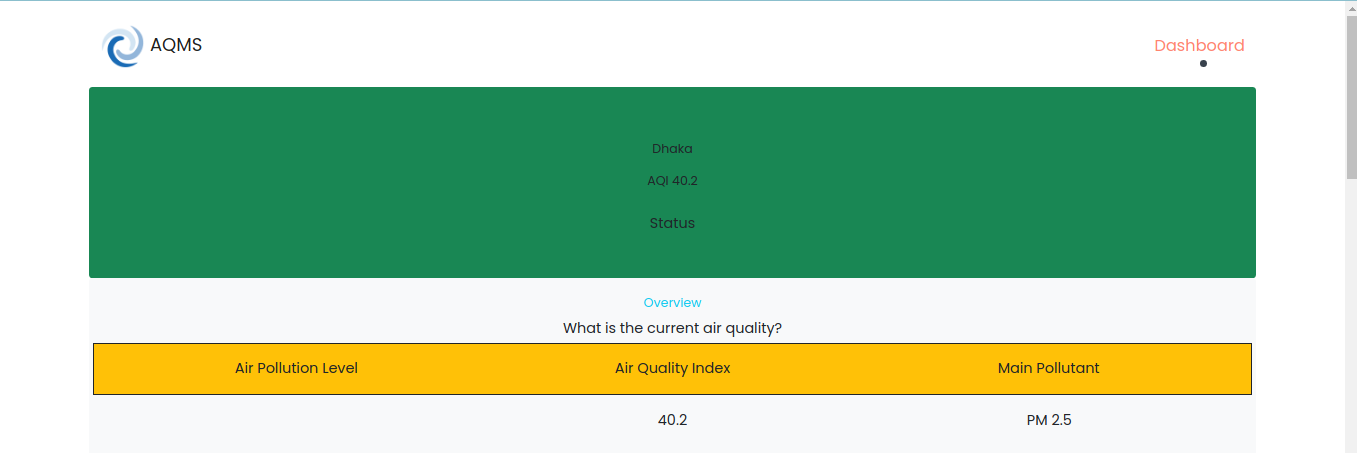 AQMS
Dashboard
Dhaka
AQI 40.2
Status
Overview
What is the current air quality?
Air Pollution Level Air Quality Index Main Pollutant
40.2 PM 2.5